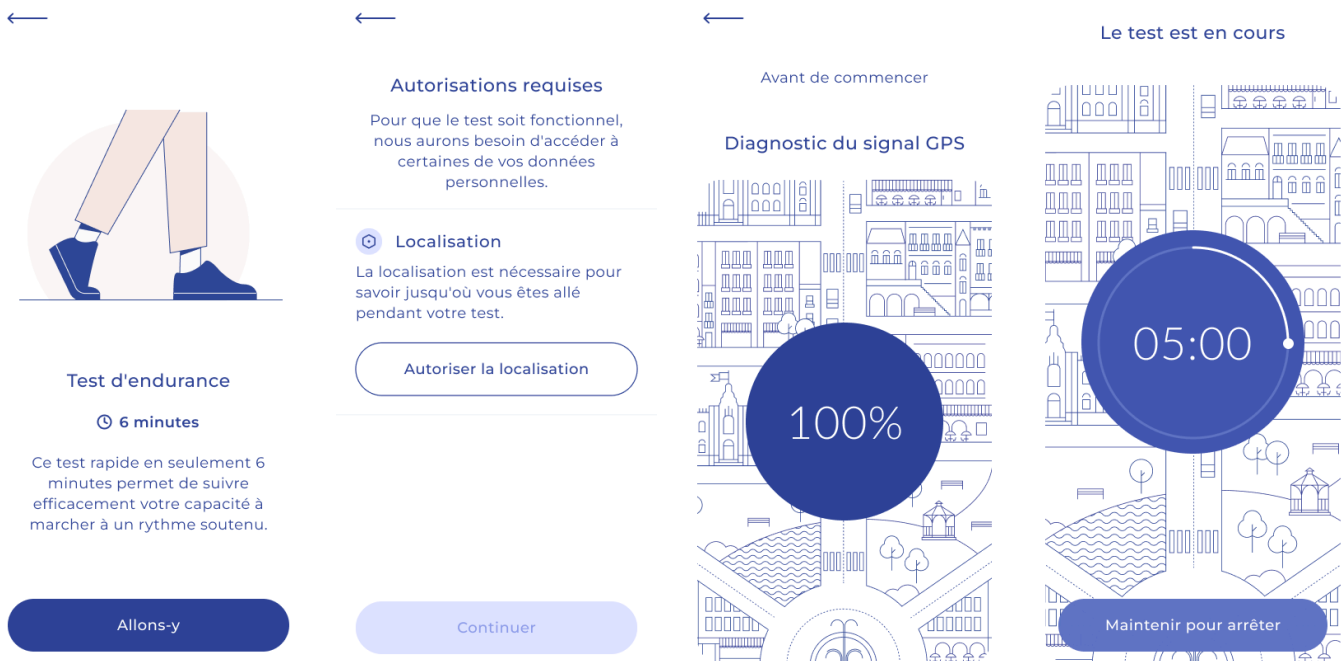 Test d'endurance
6 minutes
Ce test rapide en seulement 6
minutes permet de suivre
efficacement votre capacité à
marcher à un rythme soutenu.
Allons-y
Autorisations requises
Pour que le test soit fonctionnel,
nous aurons besoin d'accéder à
certaines de vos données
personnelles.
Localisation
La localisation est nécessaire pour
savoir jusqu'où vous êtes allé
pendant votre test.
Autoriser la localisation
Continuer
Avant de commencer
Diagnostic du signal GPS
100%
Le test est en cours
05:00
Maintenir pour arrêter